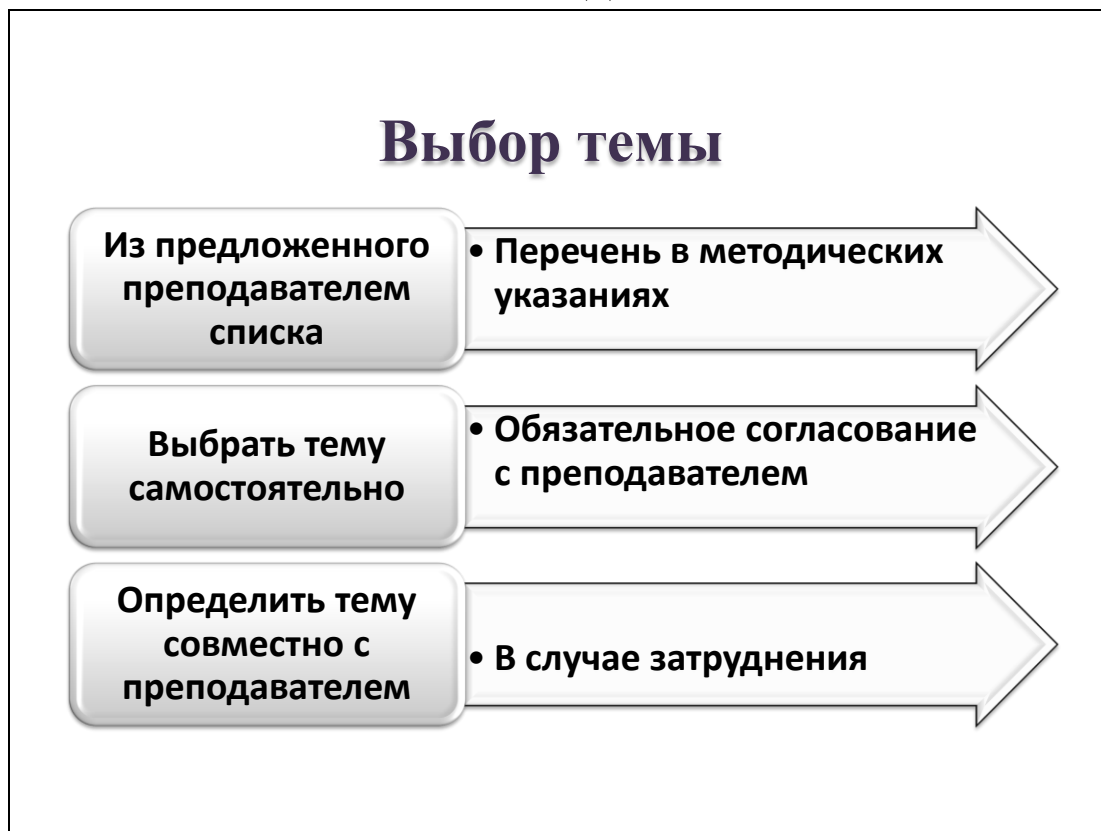 Выбор темы
Из предложенного
преподавателем
списка
• Перечень в методических
указаниях
Выбрать тему
самостоятельно
• Обязательное согласование
с преподавателем
Определить тему
совместно с
преподавателем
• В случае затруднения